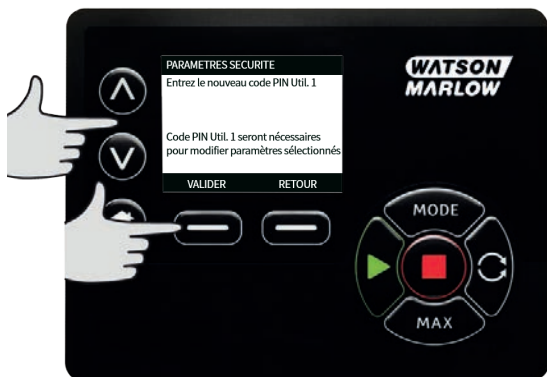 PARAMETRES SECURITE
Entrez le nouveau code PIN Util. 1
Code PIN Util. 1 seront nécessaires
pour modifier paramètres sélectionnés
VALIDER RETOUR
WATSON
MARLOW
MODE
MAX